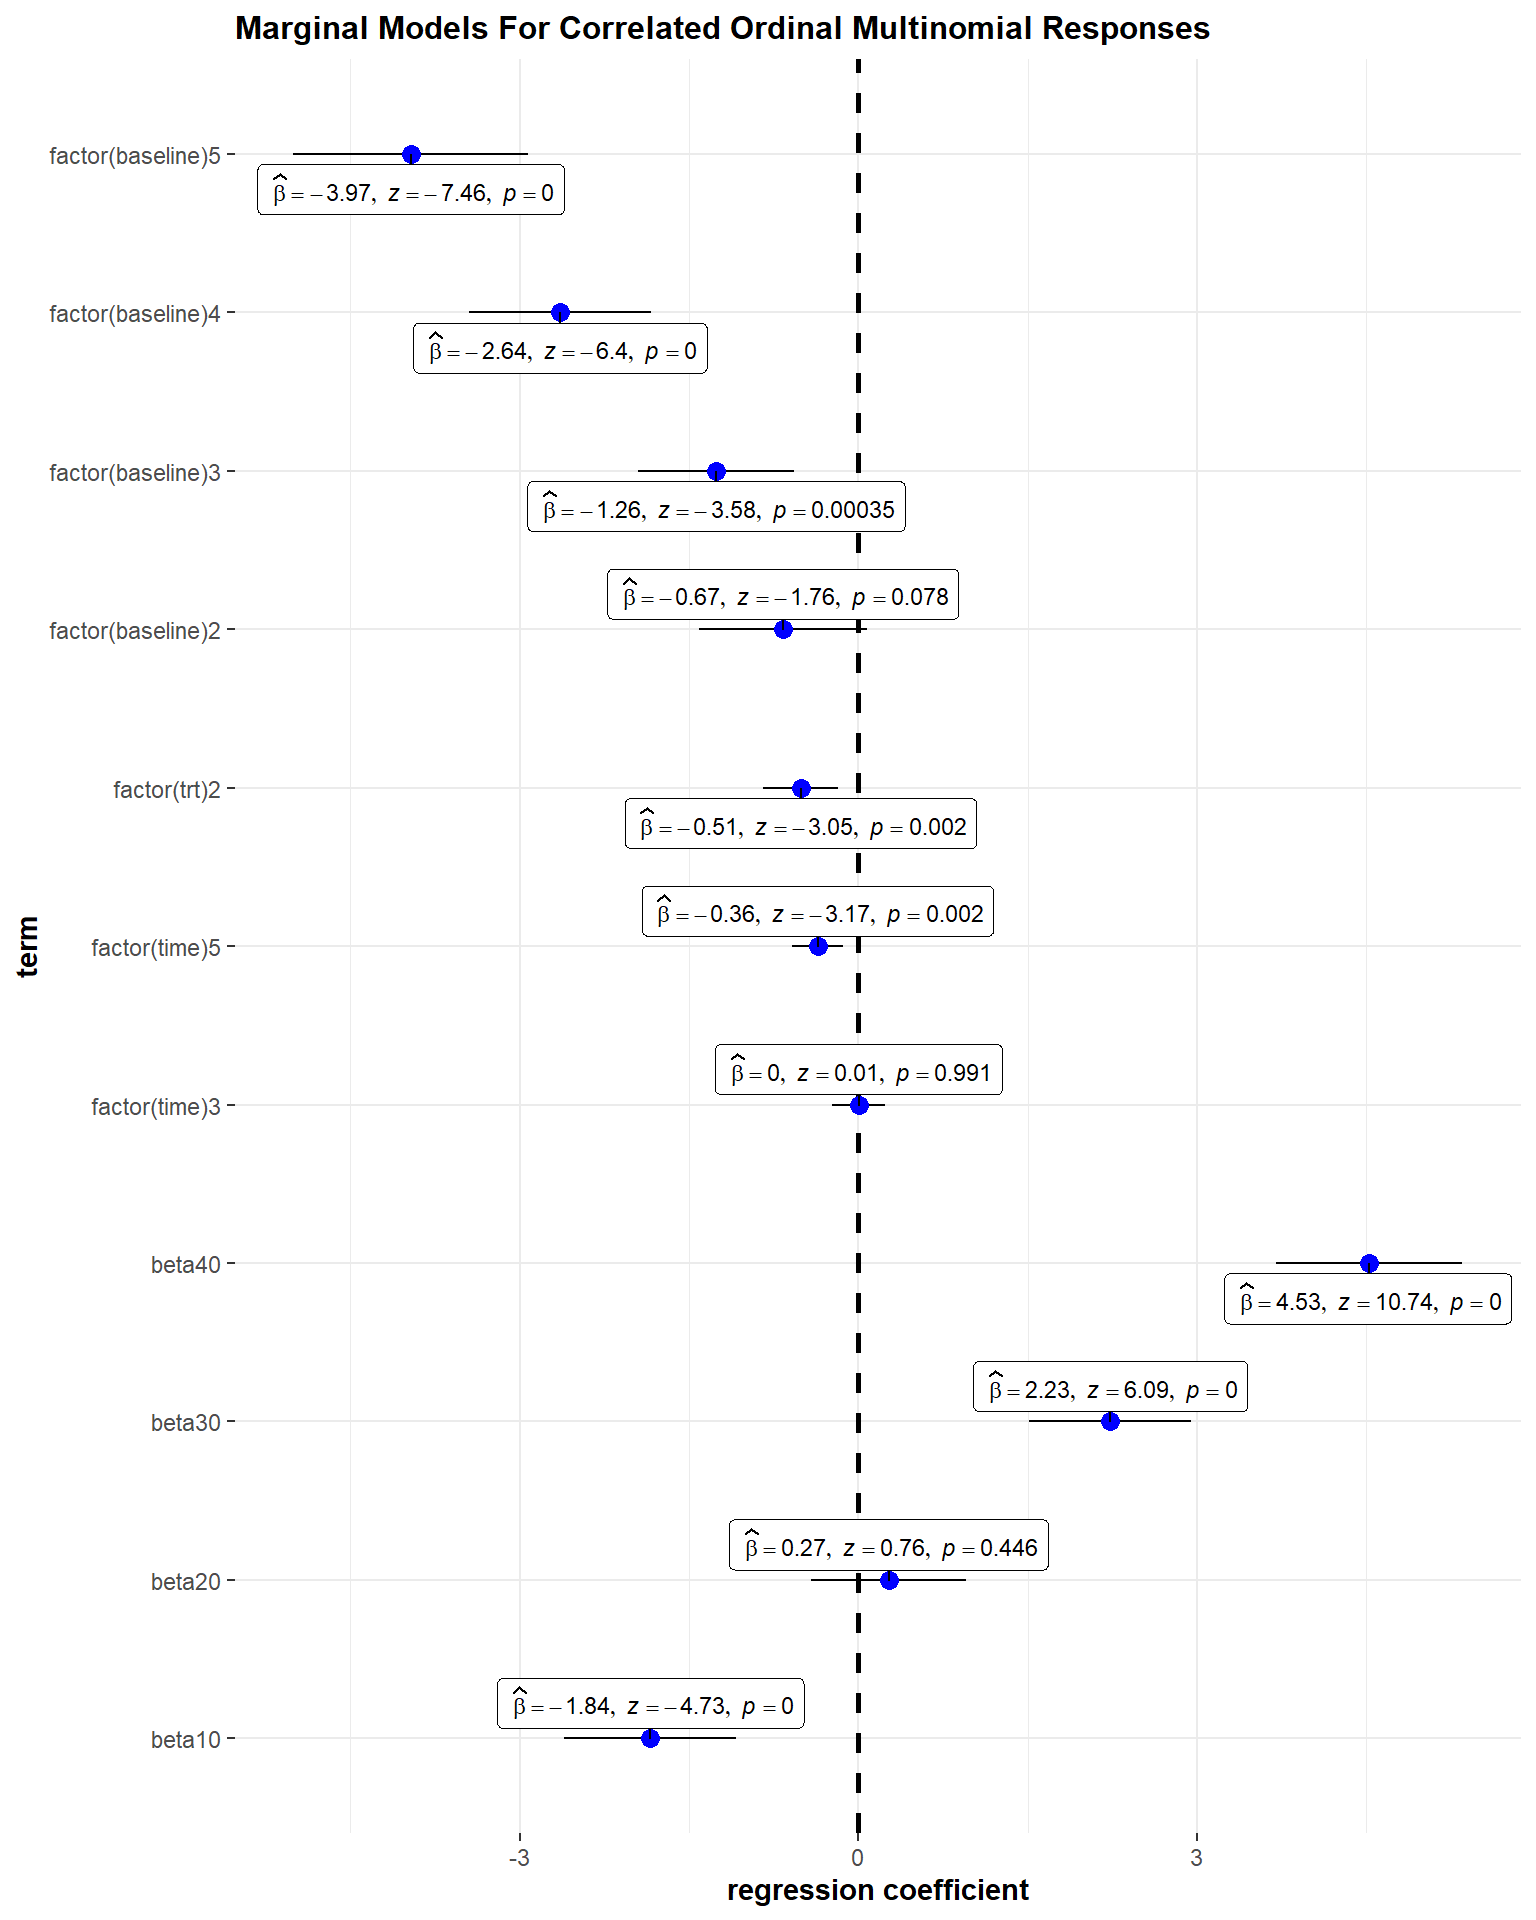 Marginal Models For Correlated Ordinal Multinomial Responses
factor(baseline)5
β̂ = −3.97, z = −7.46, p = 0
factor(baseline)4
β̂ = −2.64, z = −6.4, p = 0
factor(baseline)3
β̂ = −1.26, z = −3.58, p = 0.00035
β̂ = −0.67, z = −1.76, p = 0.078
factor(baseline)2
factor(trt)2
β̂ = −0.51, z = −3.05, p = 0.002
β̂ = −0.36, z = −3.17, p = 0.002
term
factor(time)5
β̂ = 0, z = 0.01, p = 0.991
factor(time)3
beta40
β̂ = 4.53, z = 10.74, p = 0
β̂ = 2.23, z = 6.09, p = 0
beta30
β̂ = 0.27, z = 0.76, p = 0.446
beta20
β̂ = −1.84, z = −4.73, p = 0
beta10
-3 0 3
regression coefficient